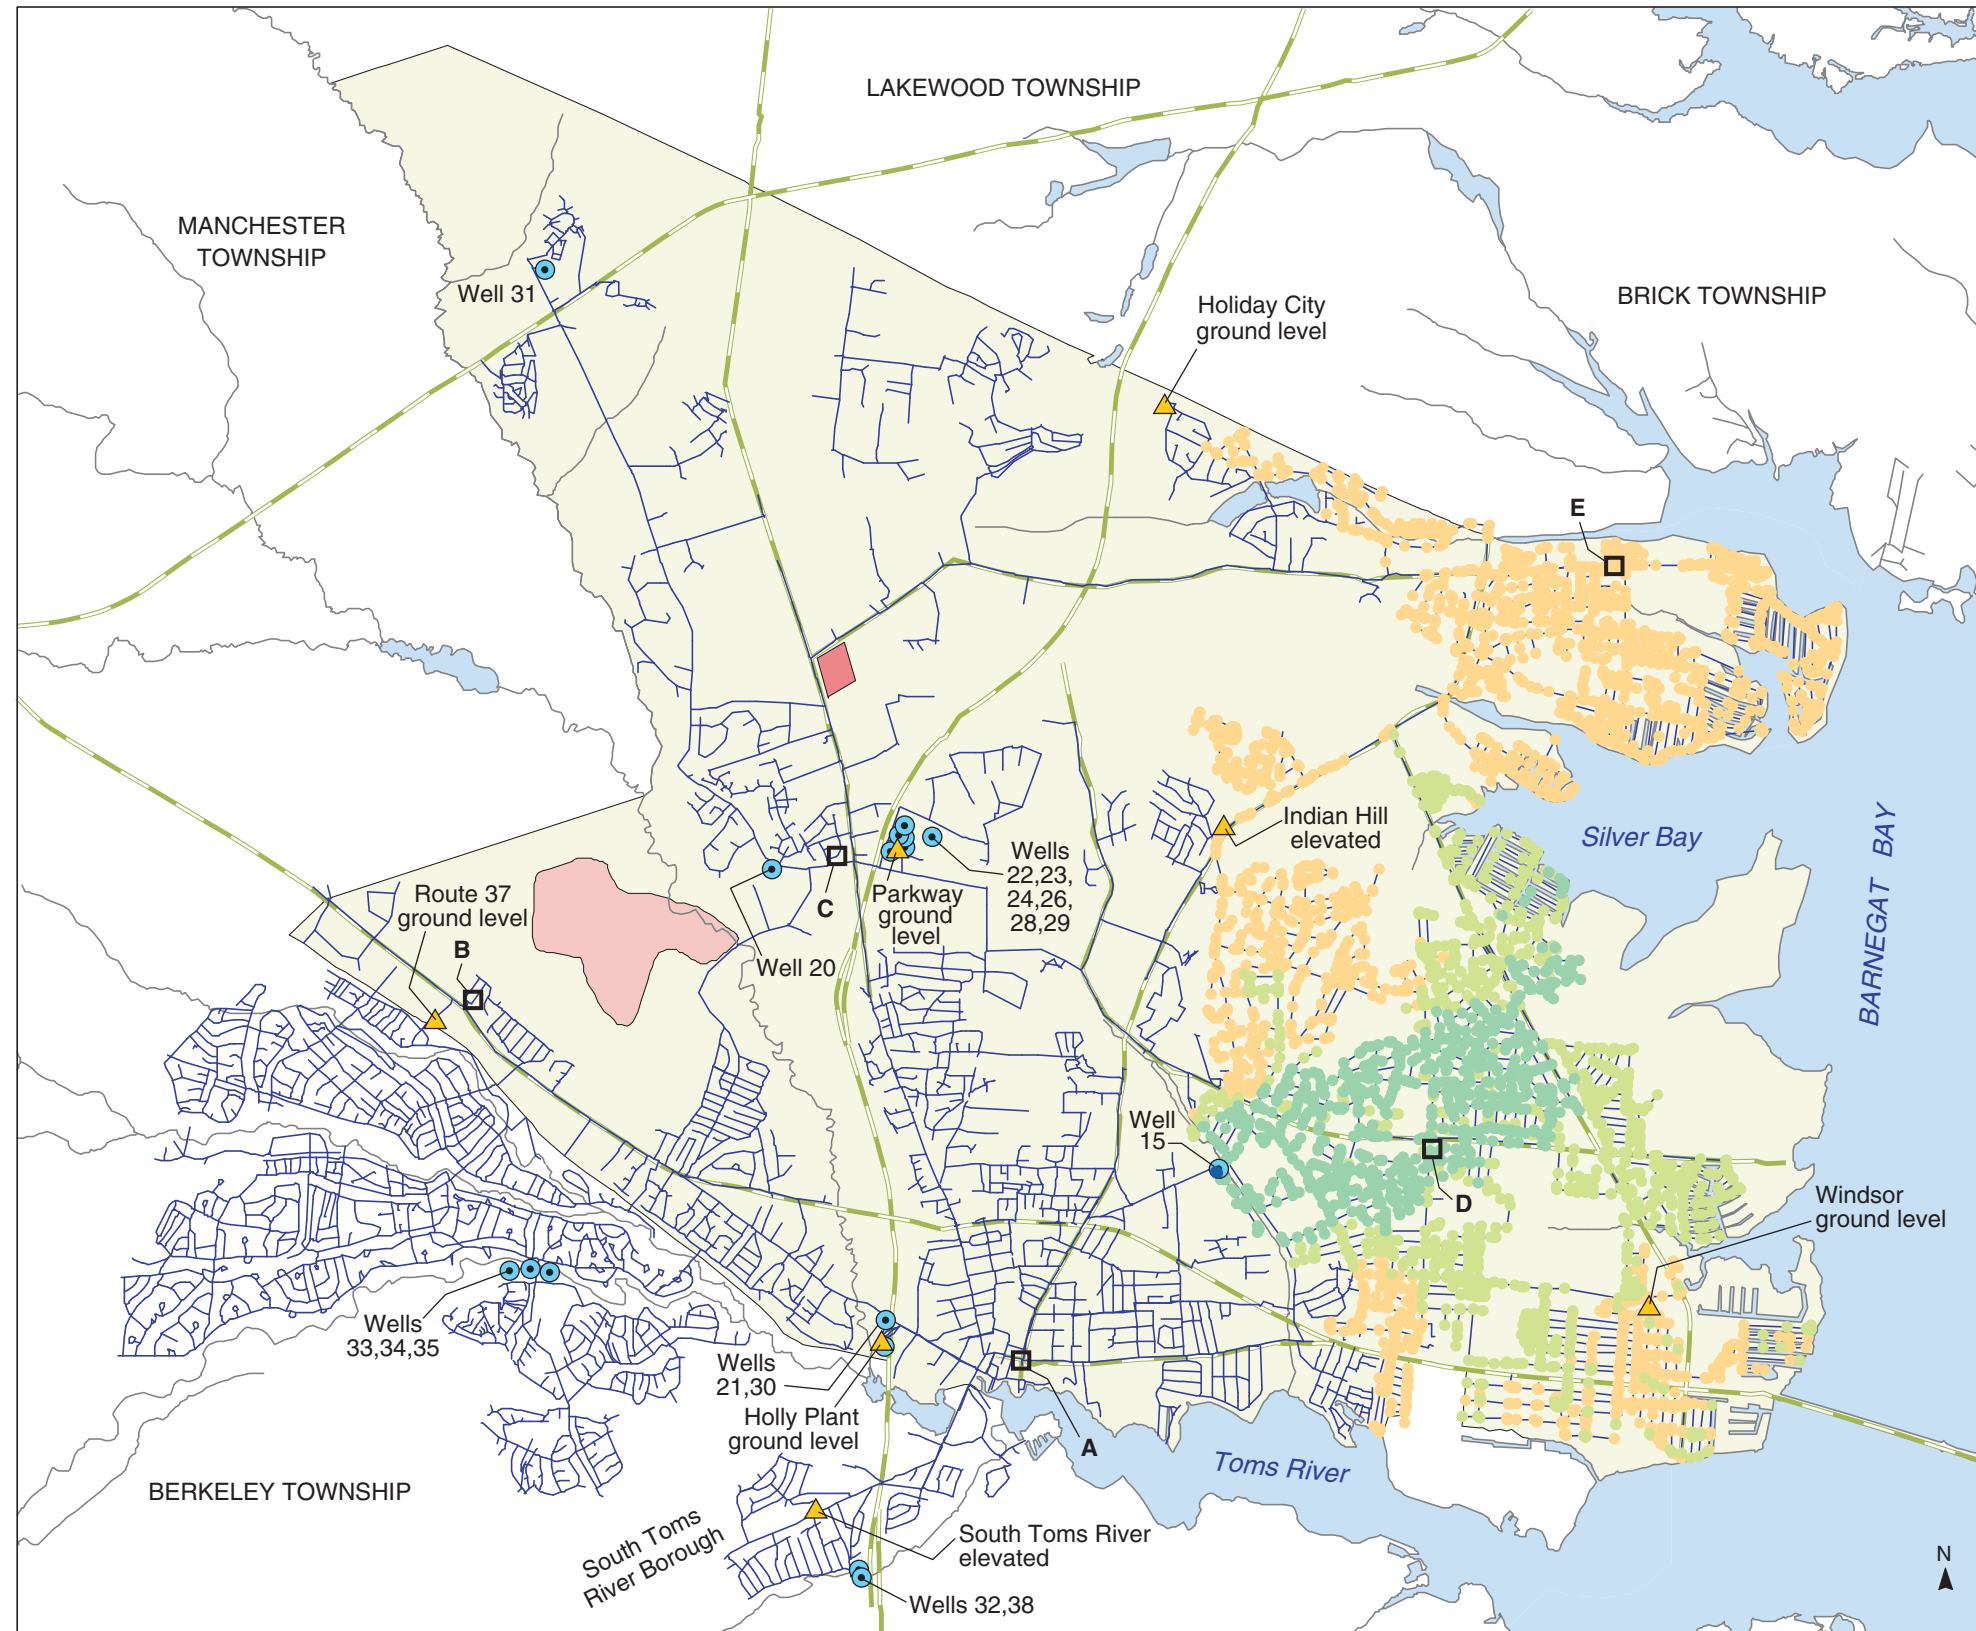 LAKEWOOD TOWNSHIP
MANCHESTER
TOWNSHIP
Well 31
Holiday City
ground level
BRICK TOWNSHIP
E
Indian Hill
elevated
Silver Bay
BARNEGAT BAY
Route 37
ground level
B
C
Parkway
ground
level
Wells
22,23,
24,26,
28,29
Well 20
Well
15
D
Windsor
ground level
Wells
33,34,35
Wells
21,30
Holly Plant
ground level
A
Toms River
BERKELEY TOWNSHIP
South Toms
River Borough
South Toms River
elevated
Wells 32,38
N